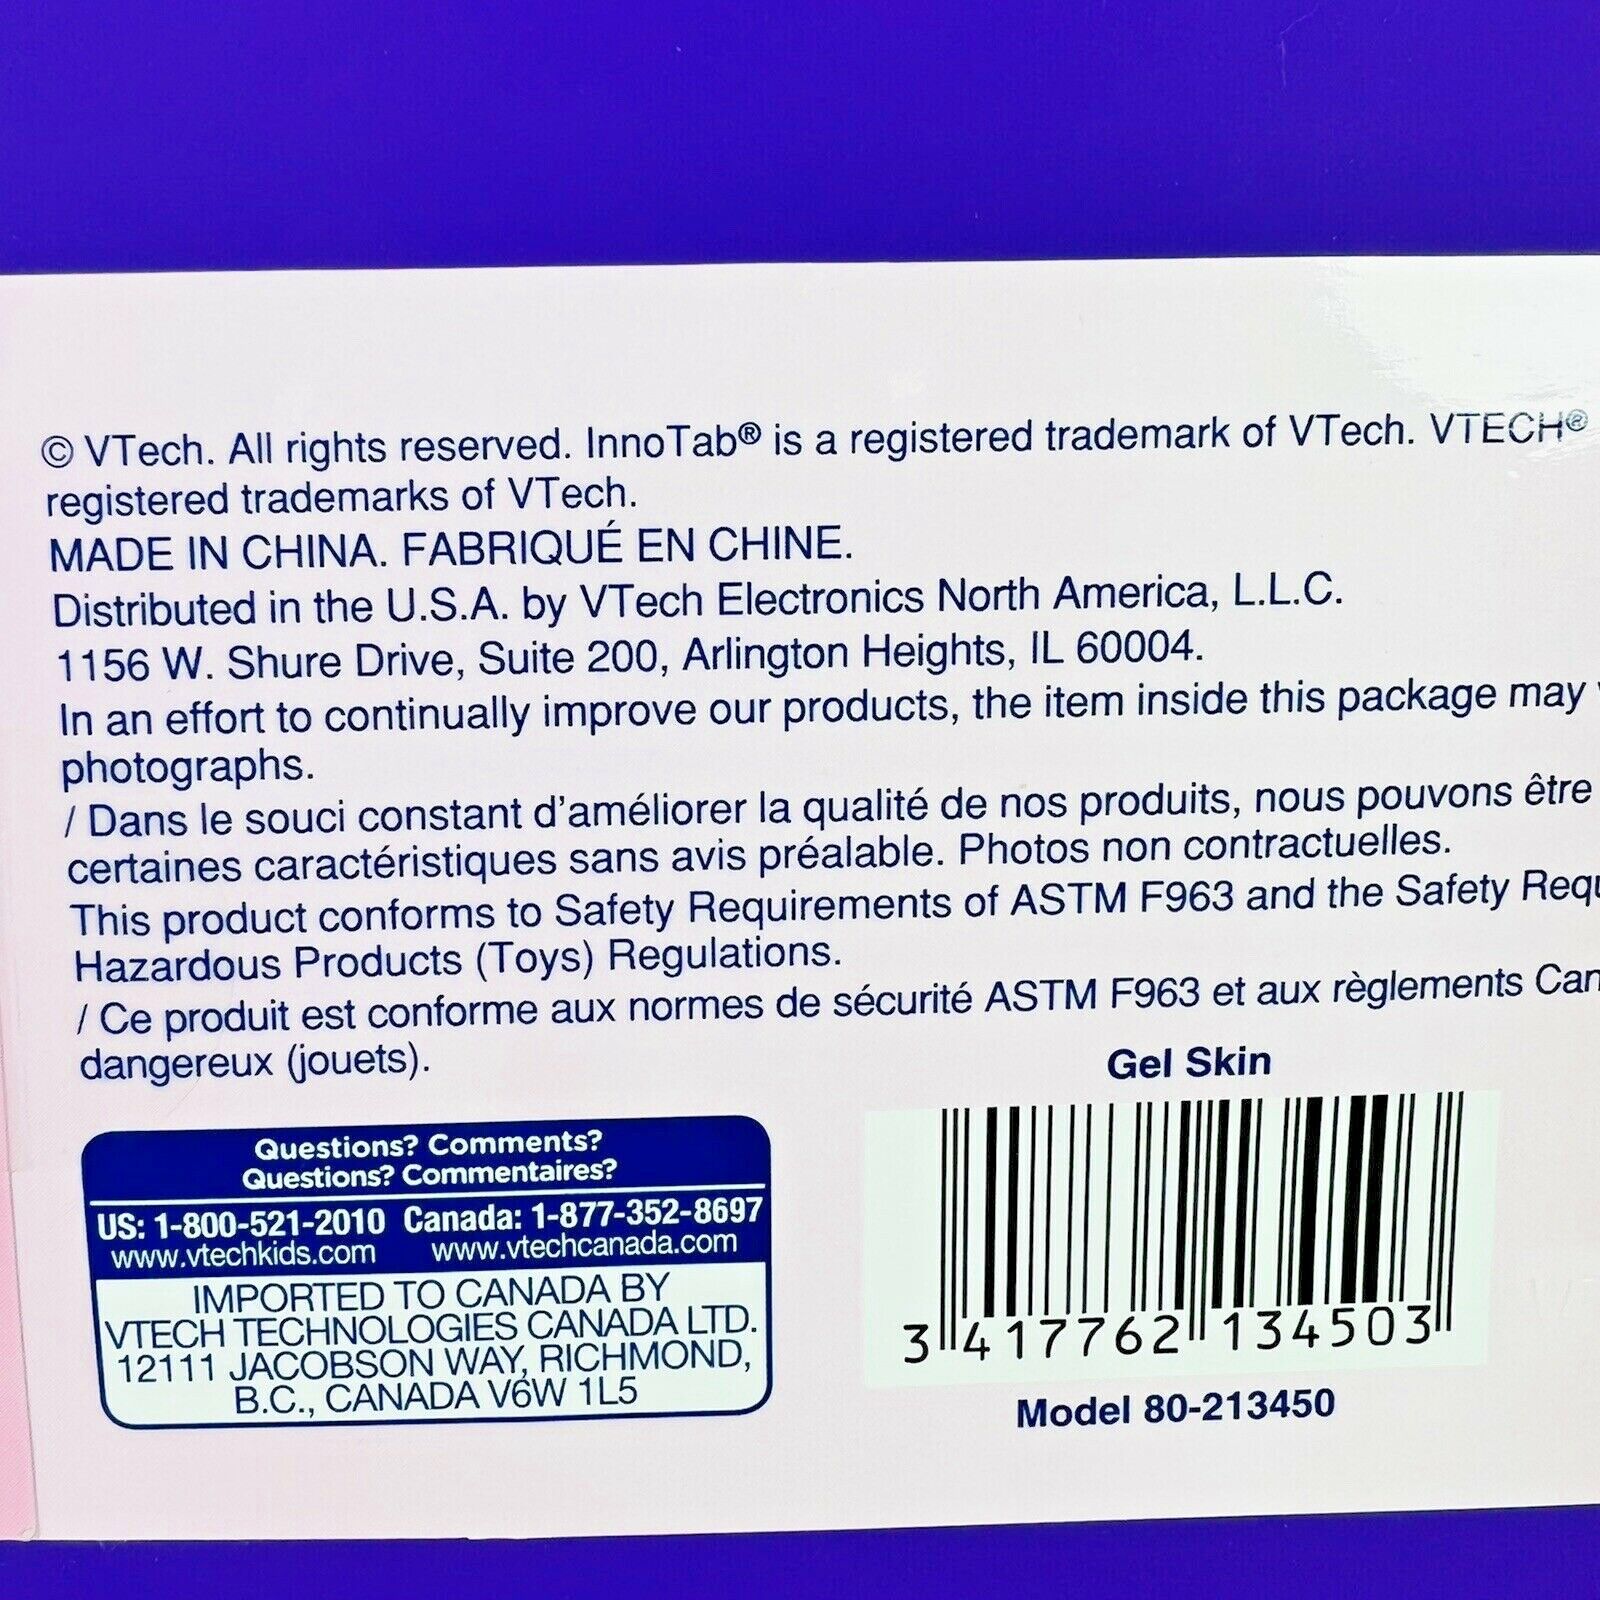 © VTech. All rights reserved. InnoTab® is a registered trademark of VTech. VTECH®
registered trademarks of VTech.
MADE IN CHINA. FABRIQUÉ EN CHINE.
Distributed in the U.S.A. by VTech Electronics North America, L.L.C.
1156 W. Shure Drive, Suite 200, Arlington Heights, IL 60004.
In an effort to continually improve our products, the item inside this package may
photographs.
/ Dans le souci constant d'améliorer la qualité de nos produits, nous pouvons être
certaines caractéristiques sans avis préalable. Photos non contractuelles.
This product conforms to Safety Requirements of ASTM F963 and the Safety
Hazardous Products (Toys) Regulations.
/ Ce produit est conforme aux normes de sécurité ASTM F963 et aux règlements
dangereux (jouets).
Gel Skin
Questions? Comments?
Questions? Commentaires?
US: 1-800-521-2010 Canada: 1-877-352-8697
www.vtechkids.com www.vtechcanada.com
IMPORTED TO CANADA BY
VTECH TECHNOLOGIES CANADA LTD.
12111 JACOBSON WAY, RICHMOND,
B.C., CANADA V6W 1L5
3 417762 134503
Model 80-213450